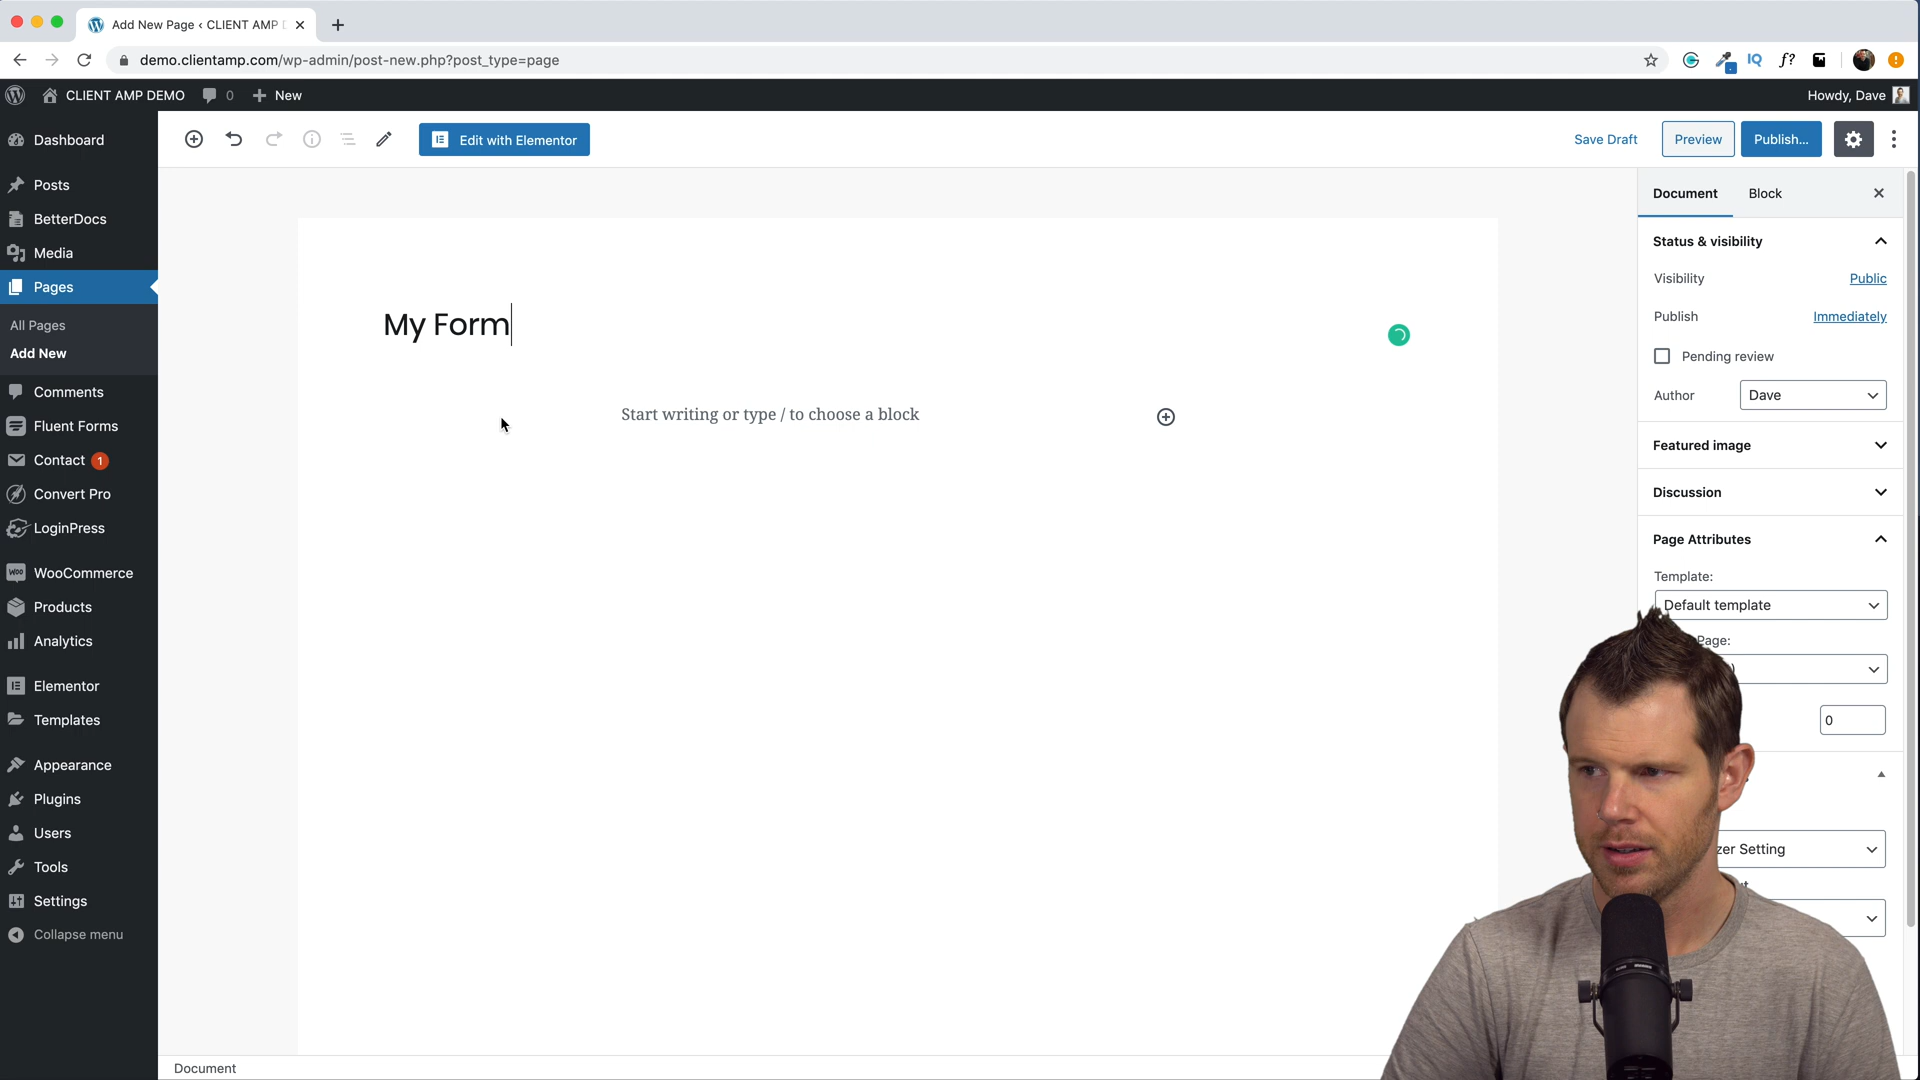 Add New Page ‹ CLIENT AMP D
demo.clientamp.com/wp-admin/post-new.php?post_type=page
IQ
f?
CLIENT AMP DEMO
0
New
Howdy, Dave
Dashboard
Posts
BetterDocs
Media
Pages
All Pages
Add New
Comments
Fluent Forms
Contact 1
Convert Pro
LoginPress
WooCommerce
Products
Analytics
Elementor
Templates
Appearance
Plugins
Users
Tools
Settings
Collapse menu
Edit with Elementor
Save Draft
Preview
Publish...
My Form
Start writing or type / to choose a block
Document
Block
Status & visibility
Visibility
Public
Publish
Immediately
Pending review
Author
Dave
Featured image
Discussion
Page Attributes
Template:
Default template
Page:
0
zer Setting
Document